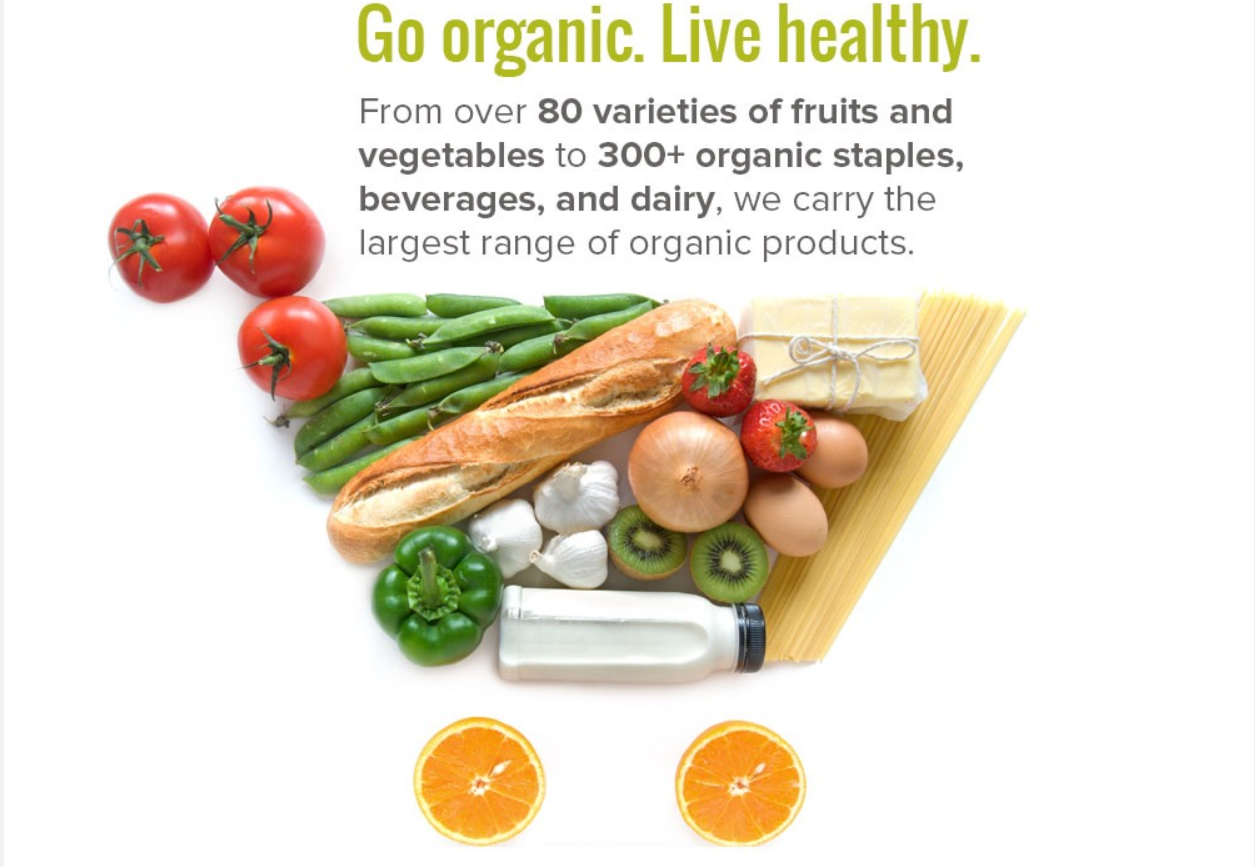 Go organic. Live healthy.
From over 80 varieties of fruits and
vegetables to 300+ organic staples,
beverages, and dairy, we carry the
largest range of organic products.